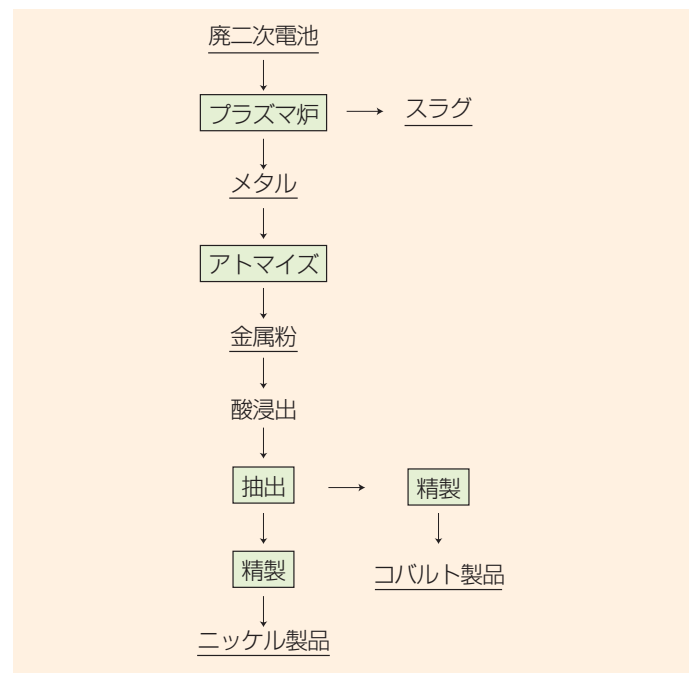 廃二次電池
プラズマ炉
スラグ
メタル
アトマイズ
金属粉
酸浸出
抽出
精製
精製
コバルト製品
ニッケル製品